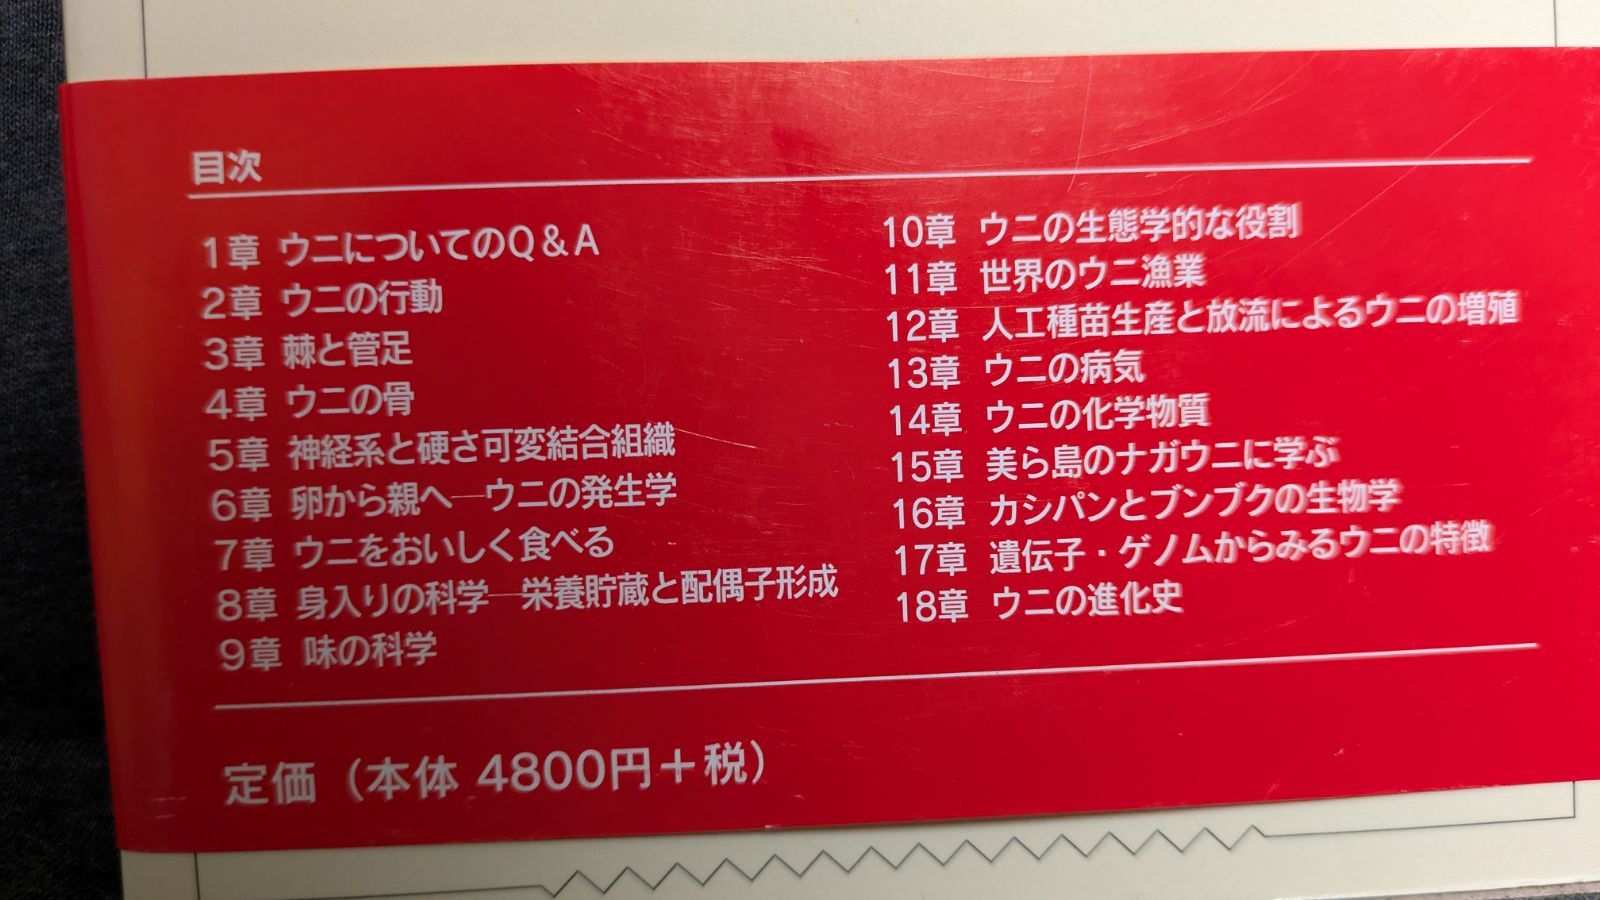 目次
1章 ウニについてのQ&A
2章 ウニの行動
3章 棘と管足
4章 ウニの骨
5章 神経系と硬さ可変結合組織
6章 卵から親へ─ウニの発生学
7章 ウニをおいしく食べる
8章 身入りの科学─栄養貯蔵と配偶子形成
9章 味の科学
10章 ウニの生態学的な役割
11章 世界のウニ漁業
12章 人工種苗生産と放流によるウニの増殖
13章 ウニの病気
14章 ウニの化学物質
15章 美ら島のナガウニに学ぶ
16章 カシパンとブンブクの生物学
17章 遺伝子・ゲノムからみるウニの特徴
18章 ウニの進化史
定価（本体 4800円＋税）